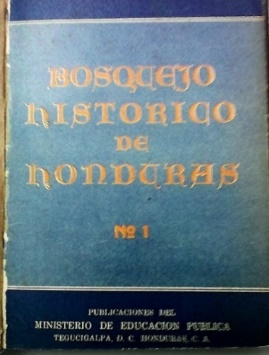 BOSQUEJO
HISTORICO
DE
HONDURAS
Nº 1
PUBLICACIONES DEL
MINISTERIO DE EDUCACION PUBLICA
TEGUCIGALPA, D. C. HONDURAS, C. A.